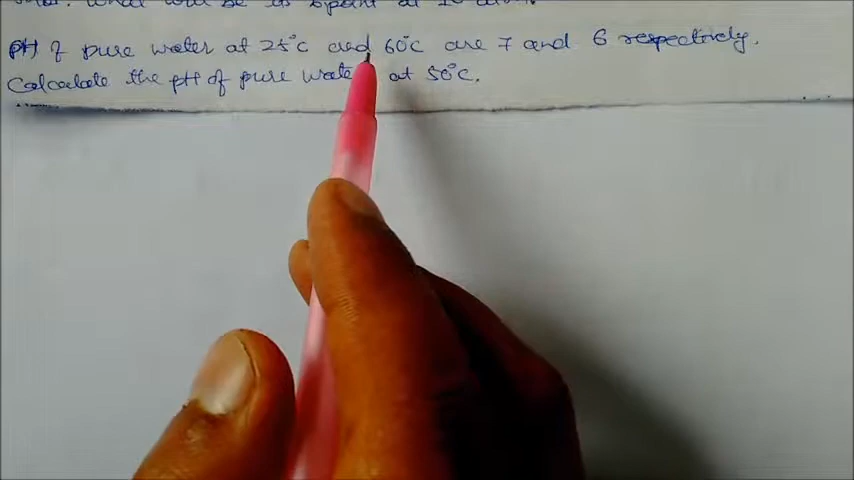 pH of pure water at 25°C and 60°C are 7 and 6 respectively.
Calculate the pH of pure water at 50°C.